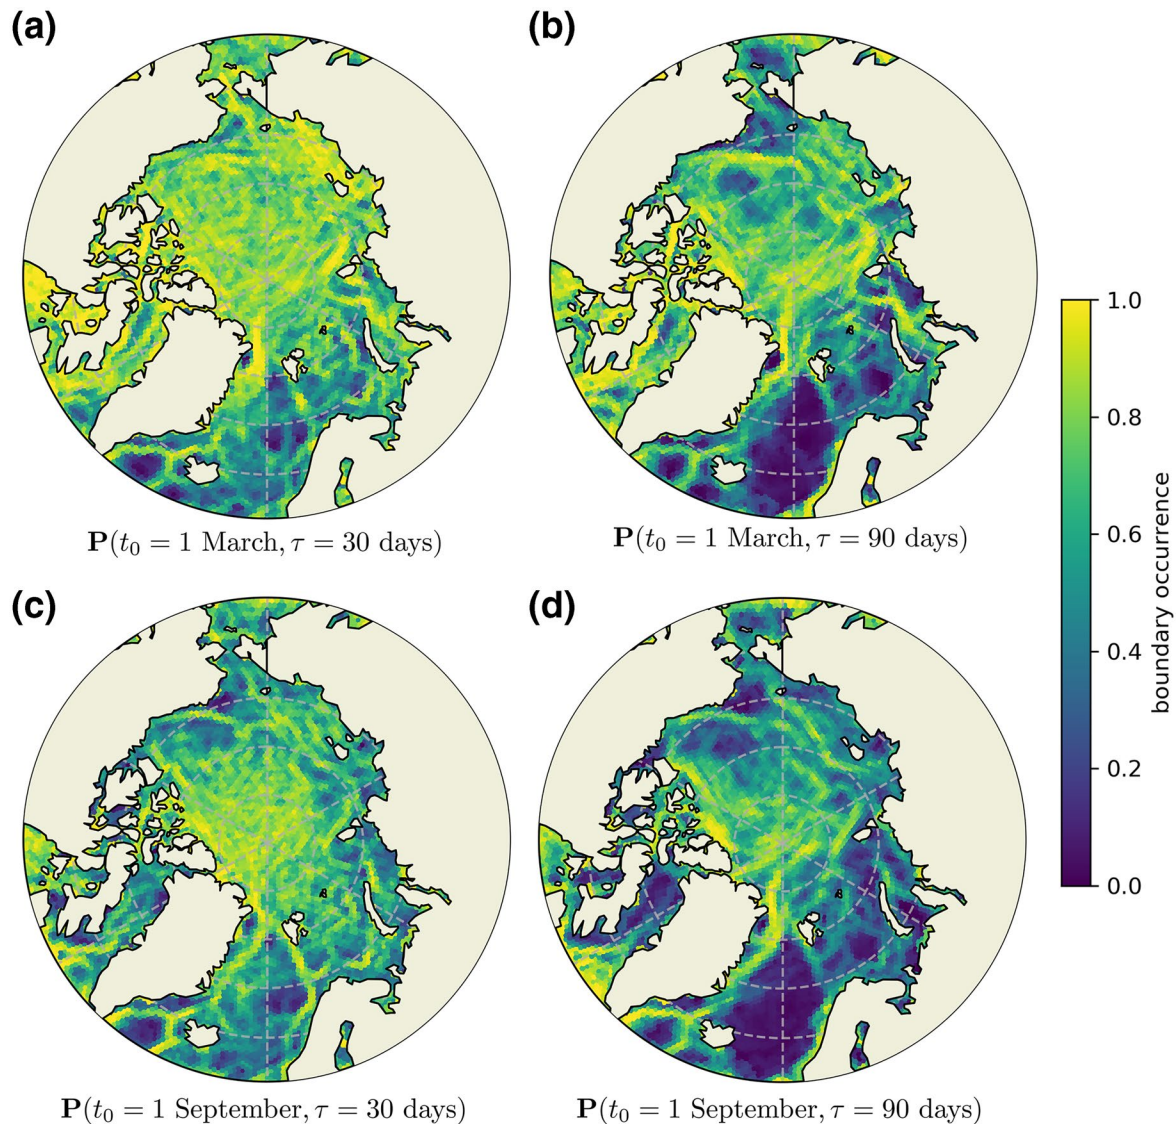 (a)
(b)
P(t₀ = 1 March, τ = 30 days)
P(t₀ = 1 March, τ = 90 days)
(c)
(d)
1.0
0.8
0.6
0.4
0.2
0.0
boundary occurrence
P(t₀ = 1 September, τ = 30 days)
P(t₀ = 1 September, τ = 90 days)